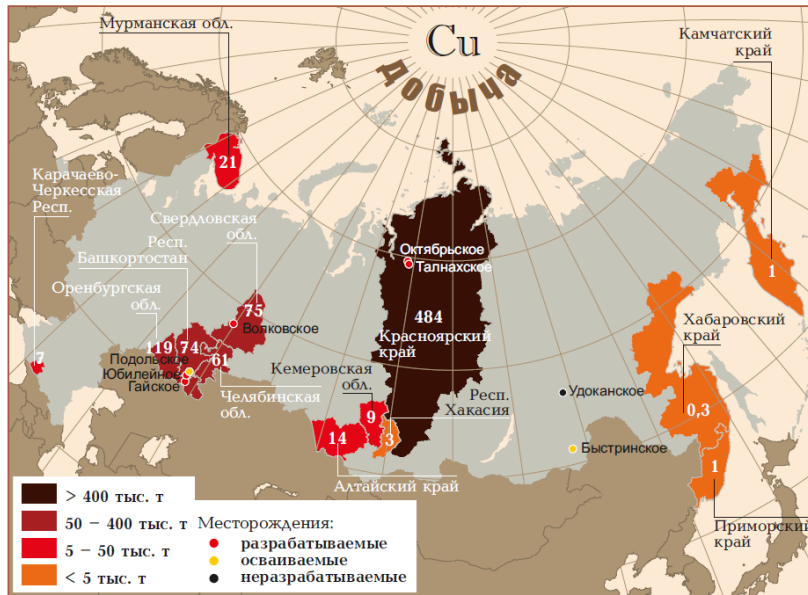 Мурманская обл.
Cu
добыча
Камчатский
край
21
Карачаево-
Черкесская
Респ.
Свердловская
обл.
Респ.
Башкортостан
Оренбургская
обл.
Октябрьское
Талнахское
1
75
Волковское
484
Красноярский
край
Хабаровский
край
7
119
74
61
Подольское
Юбилейное
Гайское
Кемеровская
обл.
Челябинская
обл.
Респ.
Хакасия
Удоканское
0,3
9
14
3
Быстринское
1
Алтайский край
Приморский
край
> 400 тыс. т
50 – 400 тыс. т
5 – 50 тыс. т
< 5 тыс. т
Месторождения:
разрабатываемые
осваиваемые
неразрабатываемые